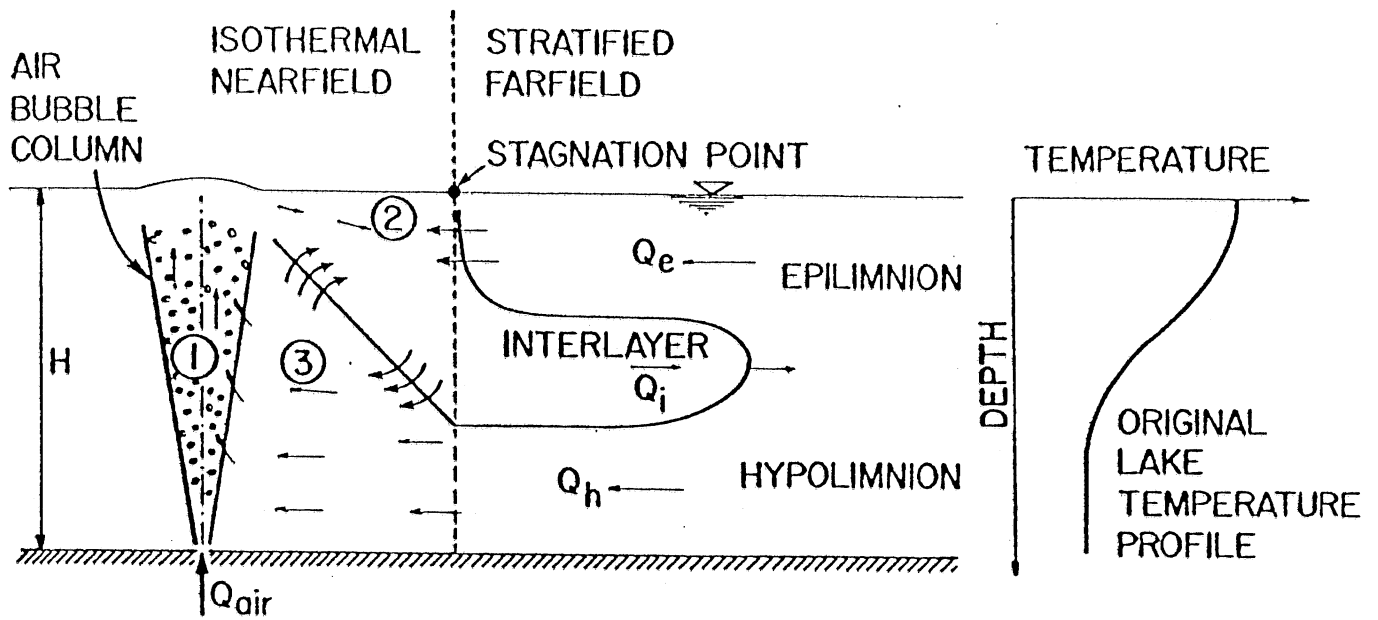 ISOTHERMAL
NEARFIELD
STRATIFIED
FARFIELD
AIR
BUBBLE
COLUMN
STAGNATION POINT
TEMPERATURE
H
1
2
3
Qe
EPILIMNION
INTERLAYER
Qi
Qh
HYPOLIMNION
DEPTH
ORIGINAL
LAKE
TEMPERATURE
PROFILE
Qair